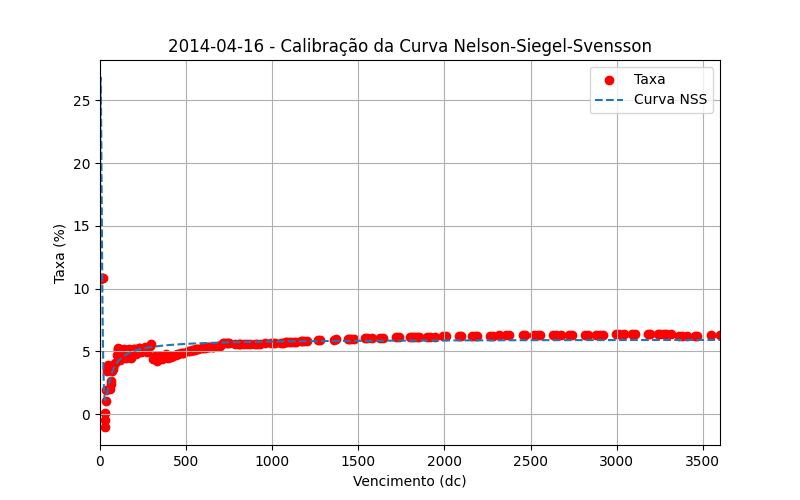 2014-04-16 - Calibração da Curva Nelson-Siegel-Svensson
Taxa
Curva NSS
Taxa (%)
25
20
15
10
5
0
0 500 1000 1500 2000 2500 3000 3500
Vencimento (dc)